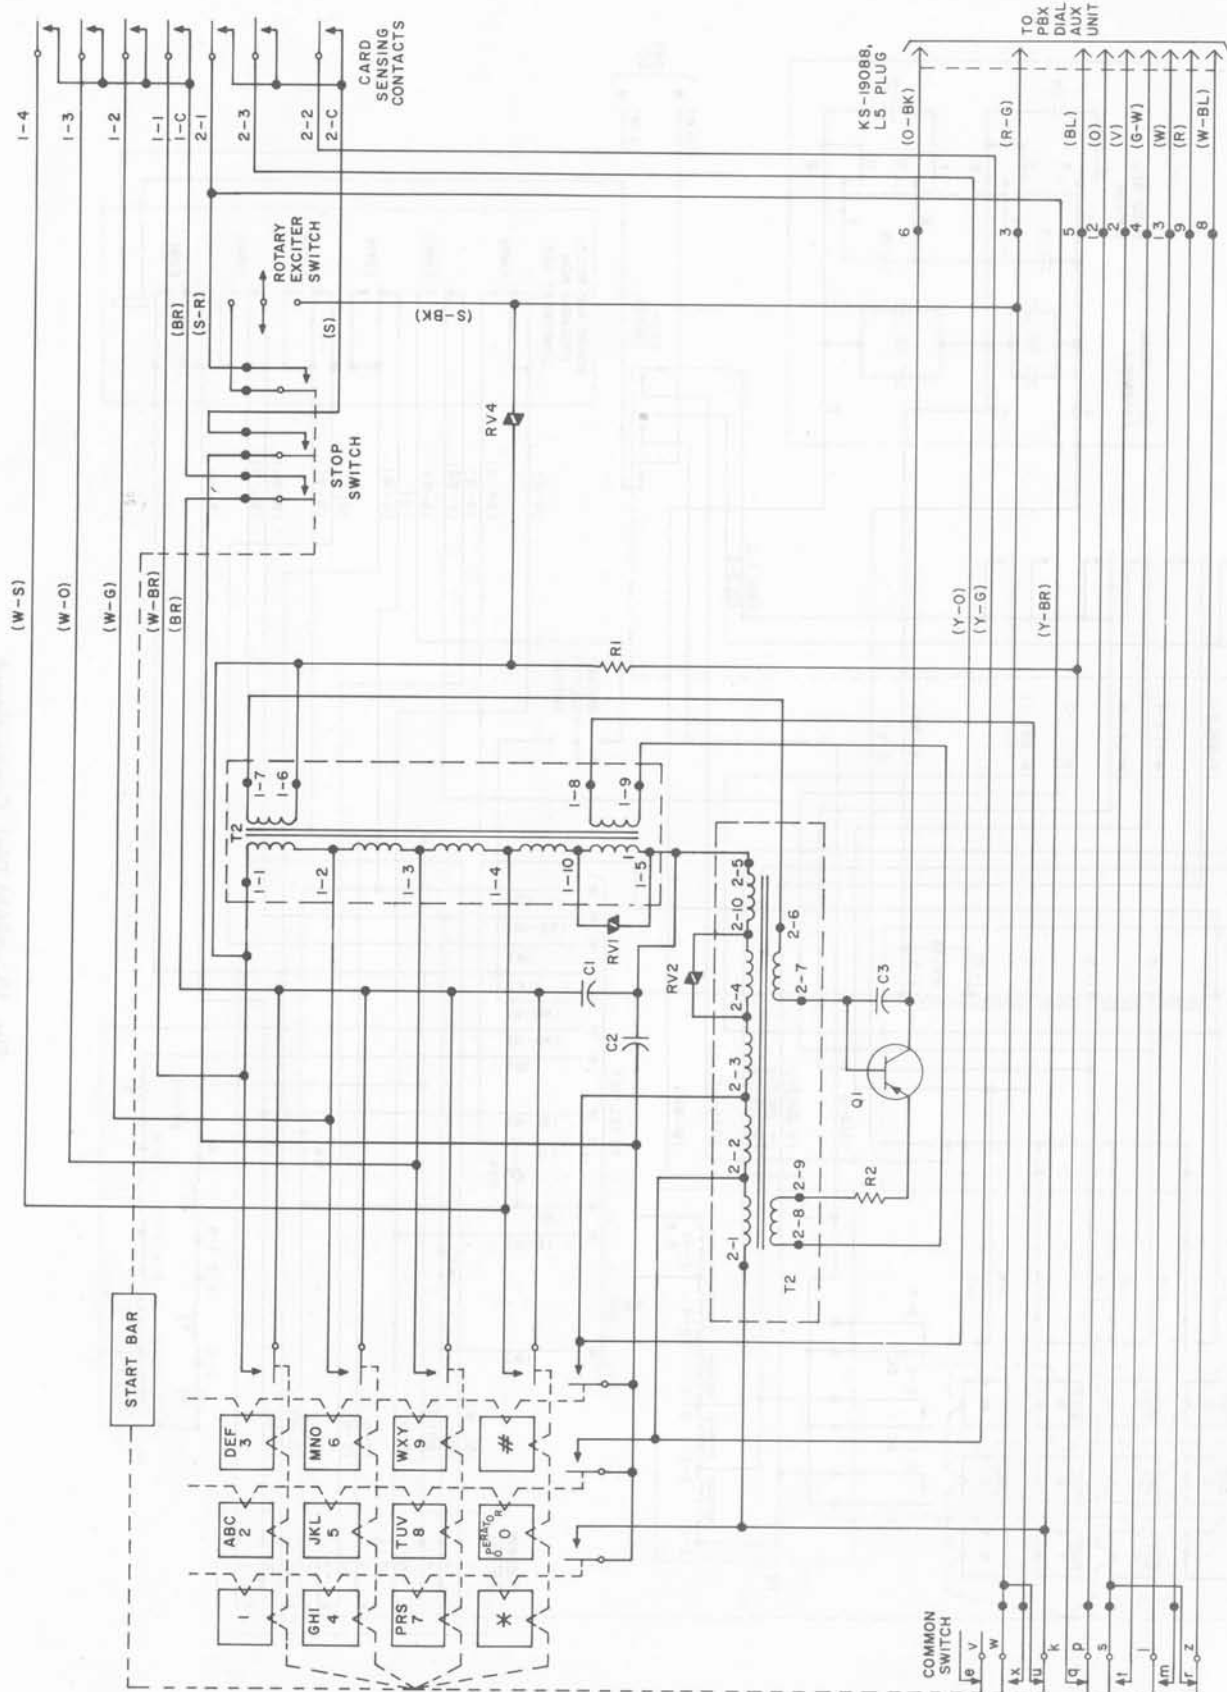 1-4
1-3
1-2
1-1
1-C
2-1
2-3
2-2
2-C
CARD
SENSING
CONTACTS
TO
PBX
DIAL
AUX
UNIT
KS-19088,
L5 PLUG
(O-BK)
(R-G)
(BL)
(O)
(V)
(G-W)
(W)
(R)
(W-BL)
6
3
5
12
2
4
13
9
8
ROTARY
EXCITER
SWITCH
(BR)
(S-R)
(S)
(S-BK)
STOP
SWITCH
RV4
(W-S)
(W-O)
(W-G)
(W-BR)
(BR)
(Y-O)
(Y-G)
(Y-BR)
R1
T2
1-7
1-6
1-8
1-9
1-1
1-2
1-3
1-4
1-10
1-5
RV1
C1
C2
RV2
2-5
2-10
2-4
2-3
2-2
2-1
2-6
2-7
2-9
2-8
T2
C3
Q1
R2
START BAR
DEF
3
MNO
6
WXY
9
#
ABC
2
JKL
5
TUV
8
OPERATOR
0
1
GHI
4
PRS
7
*
COMMON
SWITCH
e v
w
x
u k
q p
s
t
l
m
r z